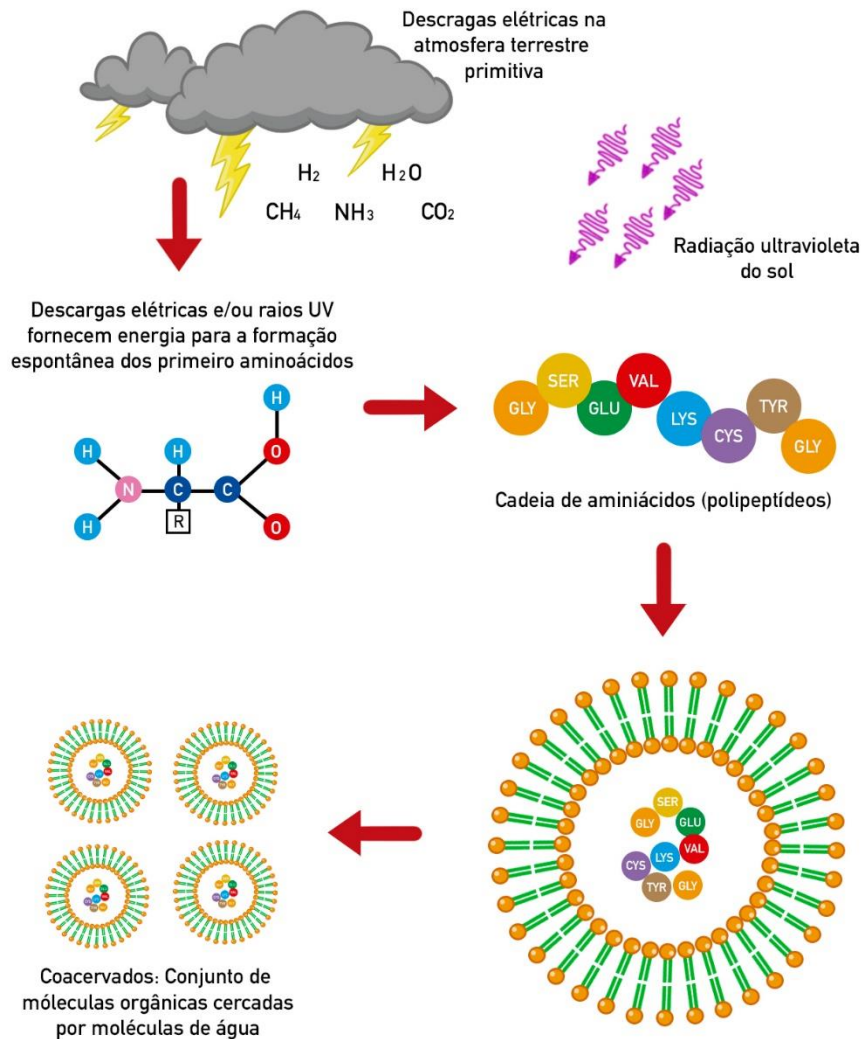 Descragas elétricas na
atmosfera terrestre
primitiva
H₂ H₂O
CH₄ NH₃ CO₂
Radiação ultravioleta
do sol
Descargas elétricas e/ou raios UV
fornecem energia para a formação
espontânea dos primeiro aminoácidos
H
H H O
N C C
H R O
GLY SER GLU VAL LYS CYS TYR GLY
Cadeia de aminiácidos (polipeptídeos)
SER
GLY GLU
CYS LYS VAL
TYR GLY
Coacervados: Conjunto de
móleculas orgânicas cercadas
por moléculas de água